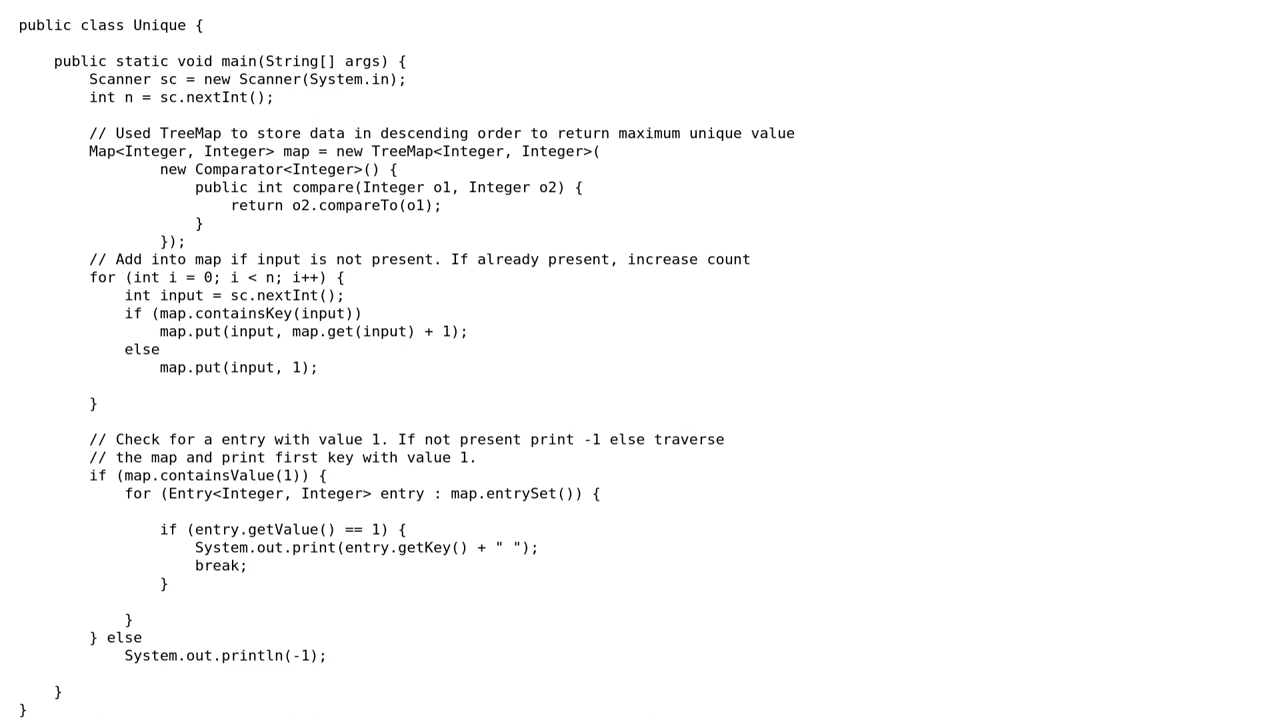 public class Unique {
    public static void main(String[] args) {
        Scanner sc = new Scanner(System.in);
        int n = sc.nextInt();
        // Used TreeMap to store data in descending order to return maximum unique value
        Map<Integer, Integer> map = new TreeMap<Integer, Integer>(
                new Comparator<Integer>() {
                    public int compare(Integer o1, Integer o2) {
                        return o2.compareTo(o1);
                    }
                });
        // Add into map if input is not present. If already present, increase count
        for (int i = 0; i < n; i++) {
            int input = sc.nextInt();
            if (map.containsKey(input))
                map.put(input, map.get(input) + 1);
            else
                map.put(input, 1);
        }
        // Check for a entry with value 1. If not present print -1 else traverse
        // the map and print first key with value 1.
        if (map.containsValue(1)) {
            for (Entry<Integer, Integer> entry : map.entrySet()) {
                if (entry.getValue() == 1) {
                    System.out.print(entry.getKey() + " ");
                    break;
                }
            }
        } else
            System.out.println(-1);
    }
}